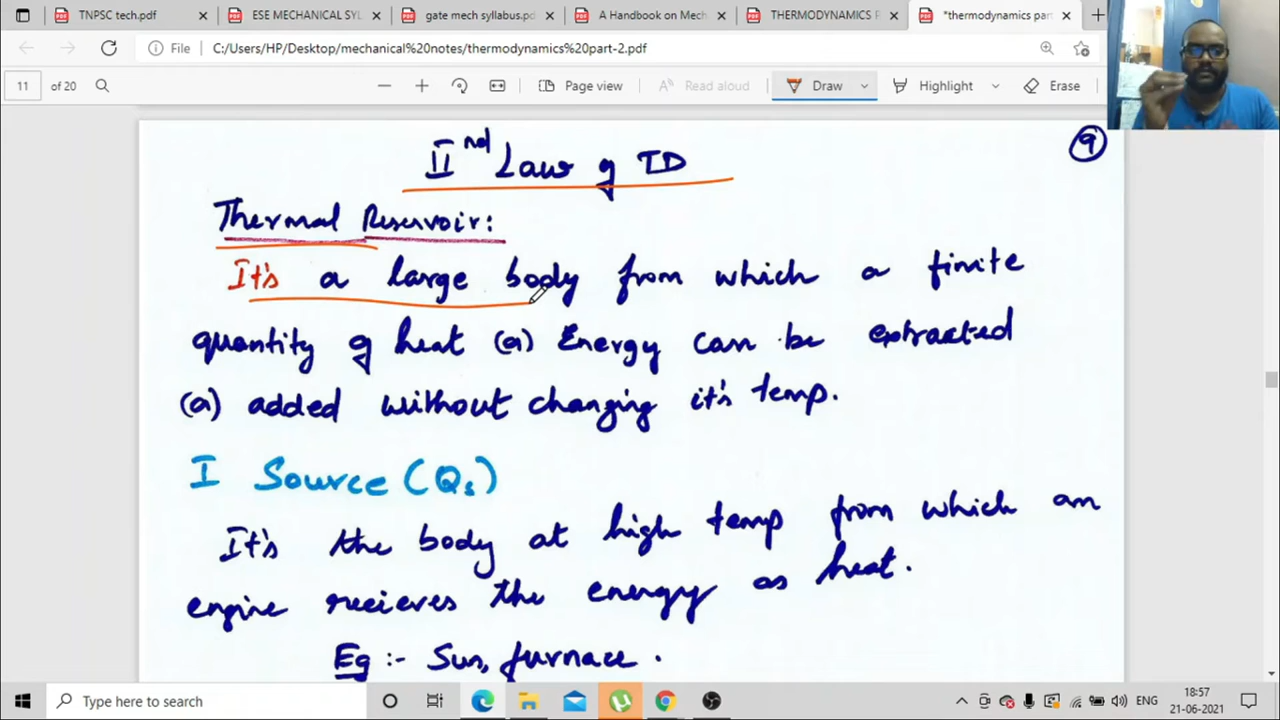 TNPSC tech.pdf
ESE MECHANICAL SYL
gate mech syllabus.pd
A Handbook on Mech
THERMODYNAMICS P
*thermodynamics par
File
C:/Users/HP/Desktop/mechanical%20notes/thermodynamics%20part-2.pdf
11 of 20
Page view
Read aloud
Draw
Highlight
Erase
9
IInd Law of TD
Thermal Reservoir:
It's a large body from which a finite
quantity of heat (or) Energy can be extracted
(or) added without changing it's temp.
I Source (Qs)
It's the body at high temp from which an
engine recieves the energy as heat.
Eg :- Sun, furnace.
Type here to search
ENG
18:57
21-06-2021